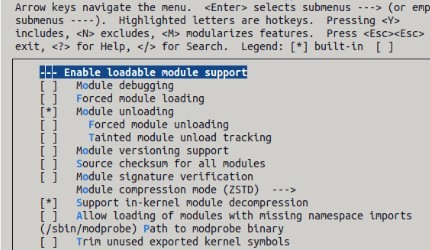 Arrow keys navigate the menu. <Enter> selects submenus ---> (or emp
submenus ----). Highlighted letters are hotkeys. Pressing <Y>
includes, <N> excludes, <M> modularizes features. Press <Esc><Esc>
exit, <?> for Help, </> for Search. Legend: [*] built-in [ ]
--- Enable loadable module support
[ ] Module debugging
[ ] Forced module loading
[*] Module unloading
[ ] Forced module unloading
[ ] Tainted module unload tracking
[ ] Module versioning support
[ ] Source checksum for all modules
[ ] Module signature verification
Module compression mode (ZSTD) --->
[*] Support in-kernel module decompression
[ ] Allow loading of modules with missing namespace imports
(/sbin/modprobe) Path to modprobe binary
[ ] Trim unused exported kernel symbols